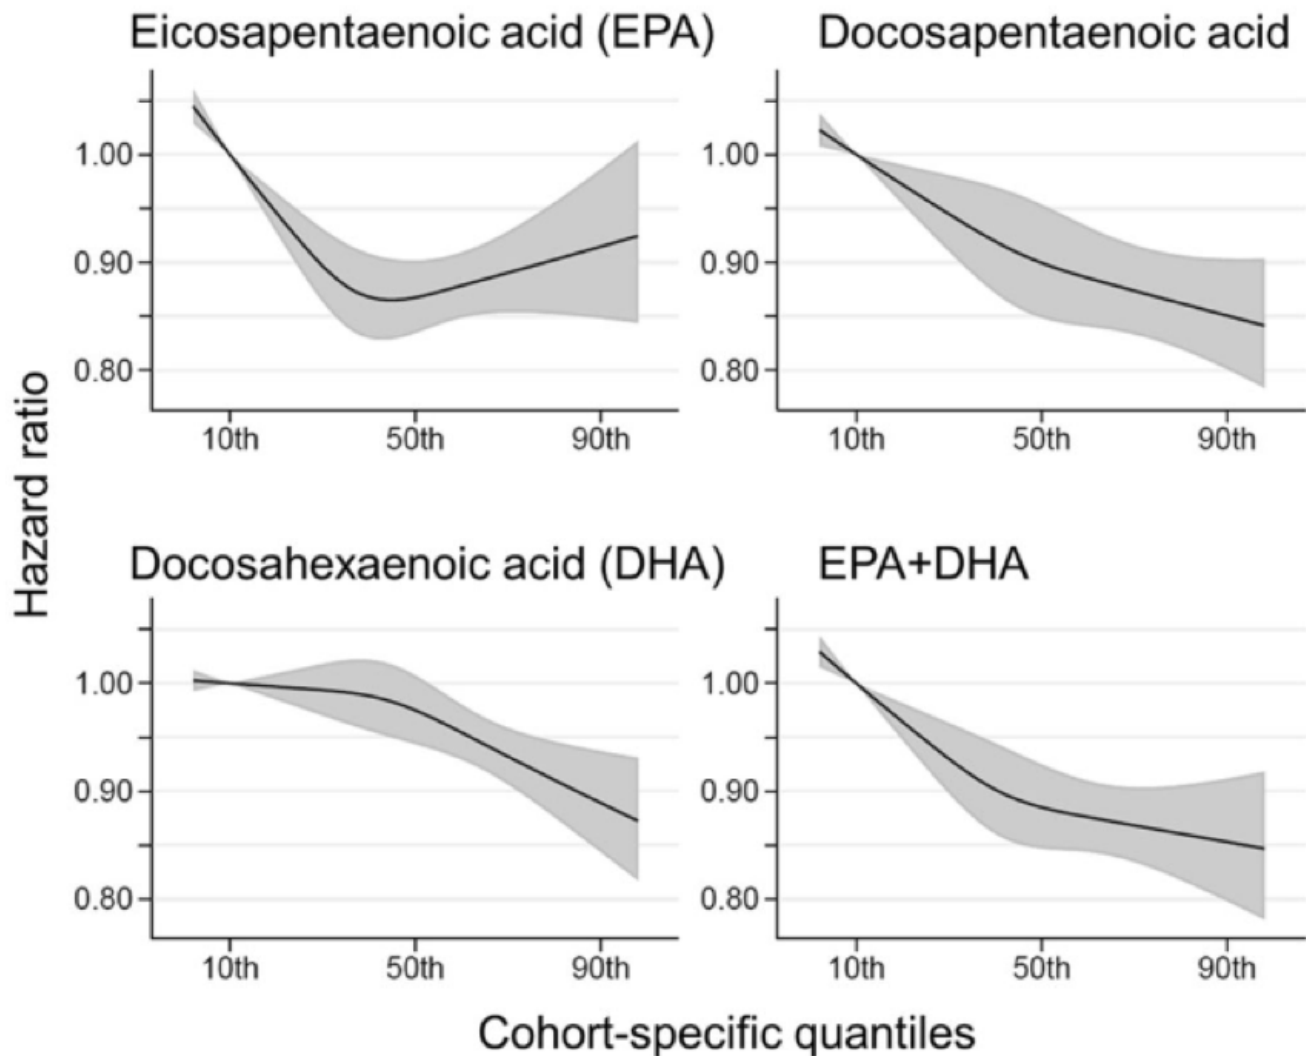 Eicosapentaenoic acid (EPA)
Docosapentaenoic acid
1.00
0.90
0.80
10th 50th 90th
1.00
0.90
0.80
10th 50th 90th
Hazard ratio
Docosahexaenoic acid (DHA)
EPA+DHA
1.00
0.90
0.80
10th 50th 90th
1.00
0.90
0.80
10th 50th 90th
Cohort-specific quantiles